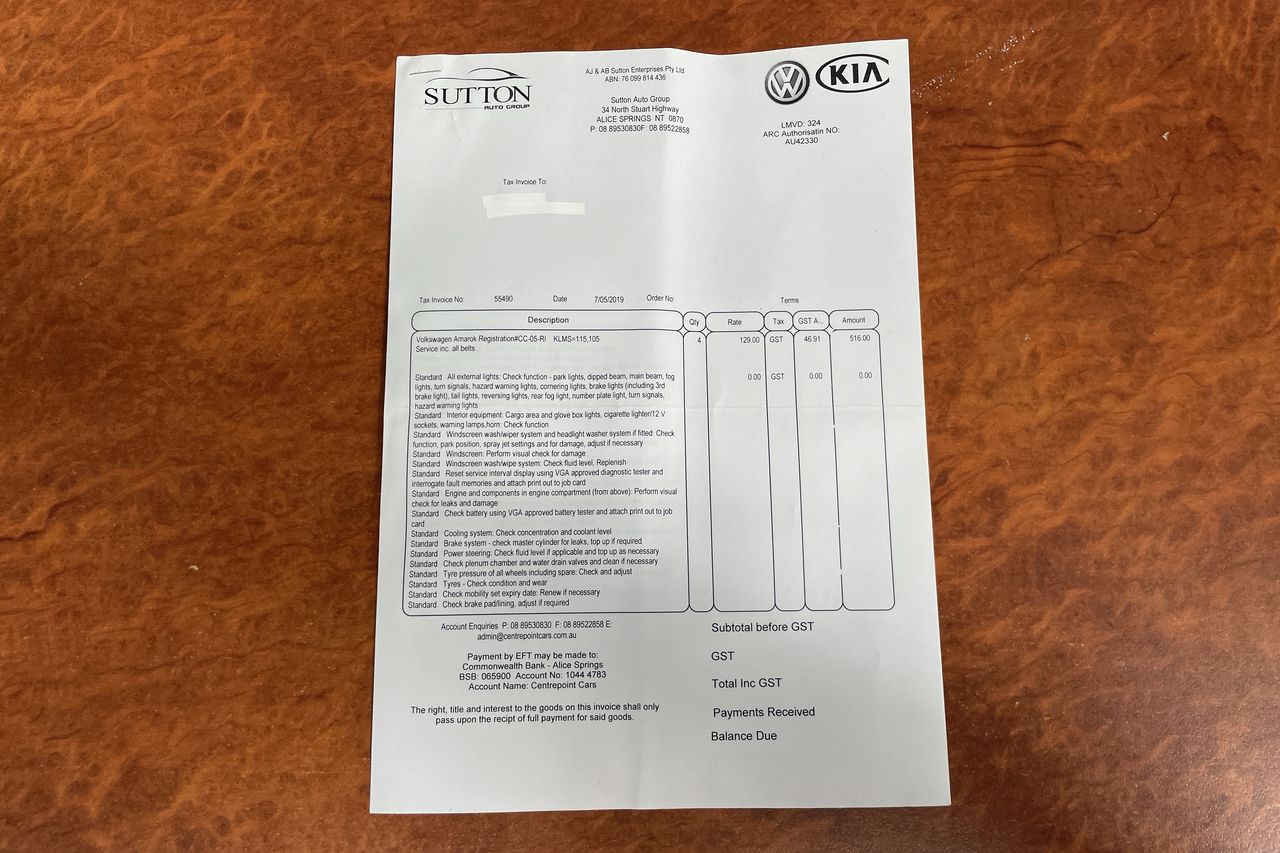 SUTTON
AUTO GROUP
AJ & AB Sutton Enterprises Pty Ltd
ABN: 76 099 814 436
Sutton Auto Group
34 North Stuart Highway
ALICE SPRINGS NT 0870
P: 08 89530830F: 08 89522858
KIA
LMVD: 324
ARC Authorisatin NO:
AU42330
Tax Invoice To:
Tax Invoice No: 55490 Date 7/05/2019 Order No: Terms
Description Qty Rate Tax GST A... Amount
Volkswagen Amarok Registration#CC-05-RI KLMS=115,105 4 129.00 GST 46.91 516.00
Service inc. all belts.
Standard All external lights: Check function - park lights, dipped beam, main beam, fog 0.00 GST 0.00 0.00
lights, turn signals, hazard warning lights, cornering lights, brake lights (including 3rd
brake light), tail lights, reversing lights, rear fog light, number plate light, turn signals,
hazard warning lights
Standard Interior equipment: Cargo area and glove box lights, cigarette lighter/12 V
sockets, warning lamps,horn: Check function
Standard Windscreen wash/wiper system and headlight washer system if fitted: Check
function, park position, spray jet settings and for damage, adjust if necessary
Standard Windscreen: Perform visual check for damage
Standard Windscreen wash/wipe system: Check fluid level, Replenish
Standard Reset service interval display using VGA approved diagnostic tester and
interrogate fault memories and attach print out to job card
Standard Engine and components in engine compartment (from above): Perform visual
check for leaks and damage
Standard Check battery using VGA approved battery tester and attach print out to job
card
Standard Cooling system: Check concentration and coolant level
Standard Brake system - check master cylinder for leaks, top up if required
Standard Power steering: Check fluid level if applicable and top up as necessary
Standard Check plenum chamber and water drain valves and clean if necessary
Standard Tyre pressure of all wheels including spare: Check and adjust
Standard Tyres - Check condition and wear
Standard Check mobility set expiry date: Renew if necessary
Standard Check brake pad/lining, adjust if required
Account Enquiries P: 08 89530830 F: 08 89522858 E:
admin@centrepointcars.com.au
Payment by EFT may be made to:
Commonwealth Bank - Alice Springs
BSB: 065900 Account No: 1044 4783
Account Name: Centrepoint Cars
The right, title and interest to the goods on this invoice shall only
pass upon the recipt of full payment for said goods.
Subtotal before GST
GST
Total Inc GST
Payments Received
Balance Due